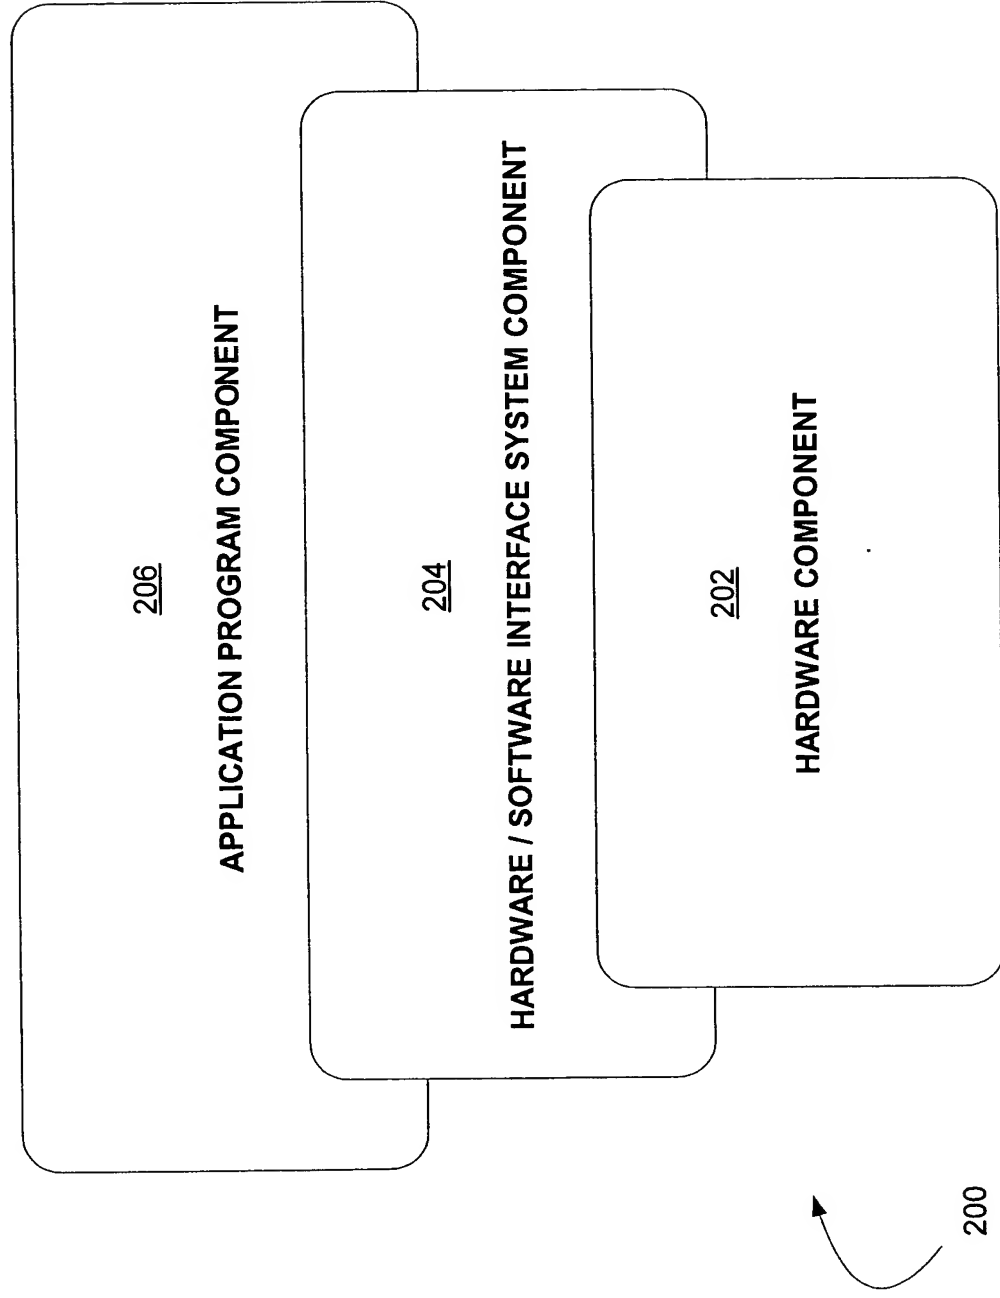 206
APPLICATION PROGRAM COMPONENT
204
HARDWARE / SOFTWARE INTERFACE SYSTEM COMPONENT
202
HARDWARE COMPONENT
200